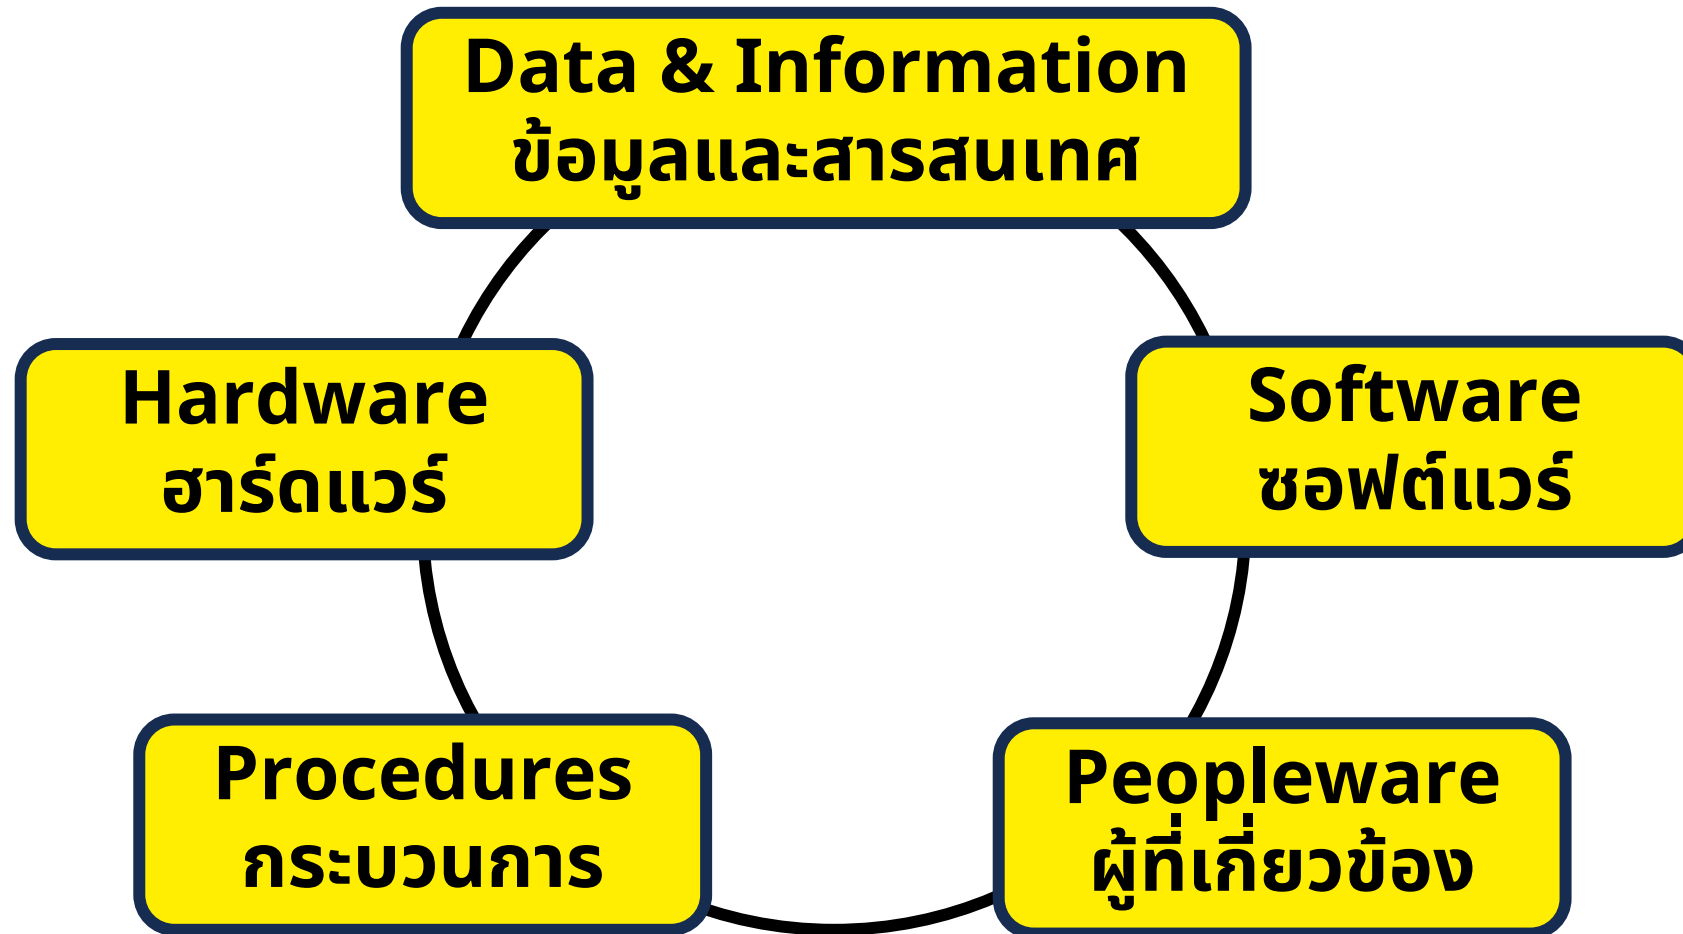 Data & Information
ข้อมูลและสารสนเทศ
Hardware
ฮาร์ดแวร์
Software
ซอฟต์แวร์
Procedures
กระบวนการ
Peopleware
ผู้ที่เกี่ยวข้อง